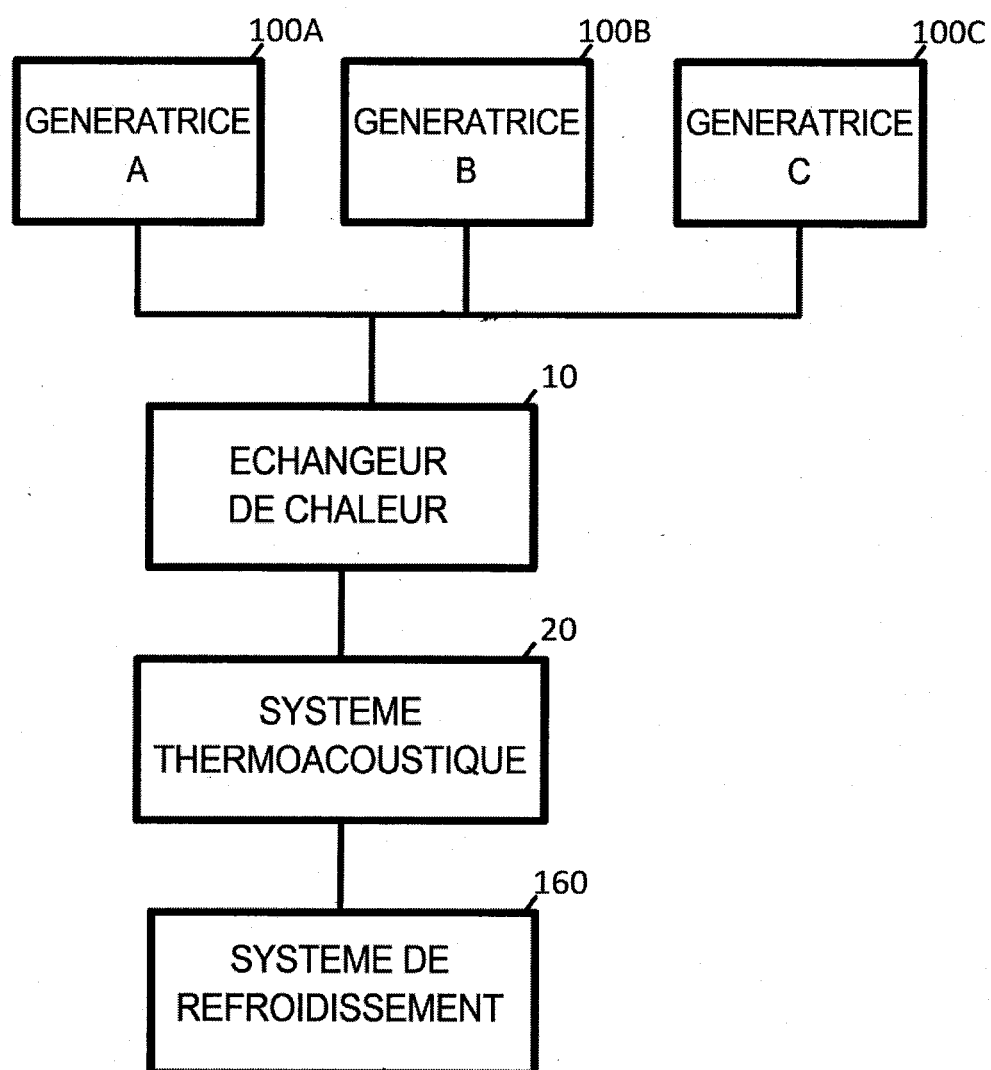 100A
100B
100C
GENERATRICE
A
GENERATRICE
B
GENERATRICE
C
10
ECHANGEUR
DE CHALEUR
20
SYSTEME
THERMOACOUSTIQUE
160
SYSTEME DE
REFROIDISSEMENT